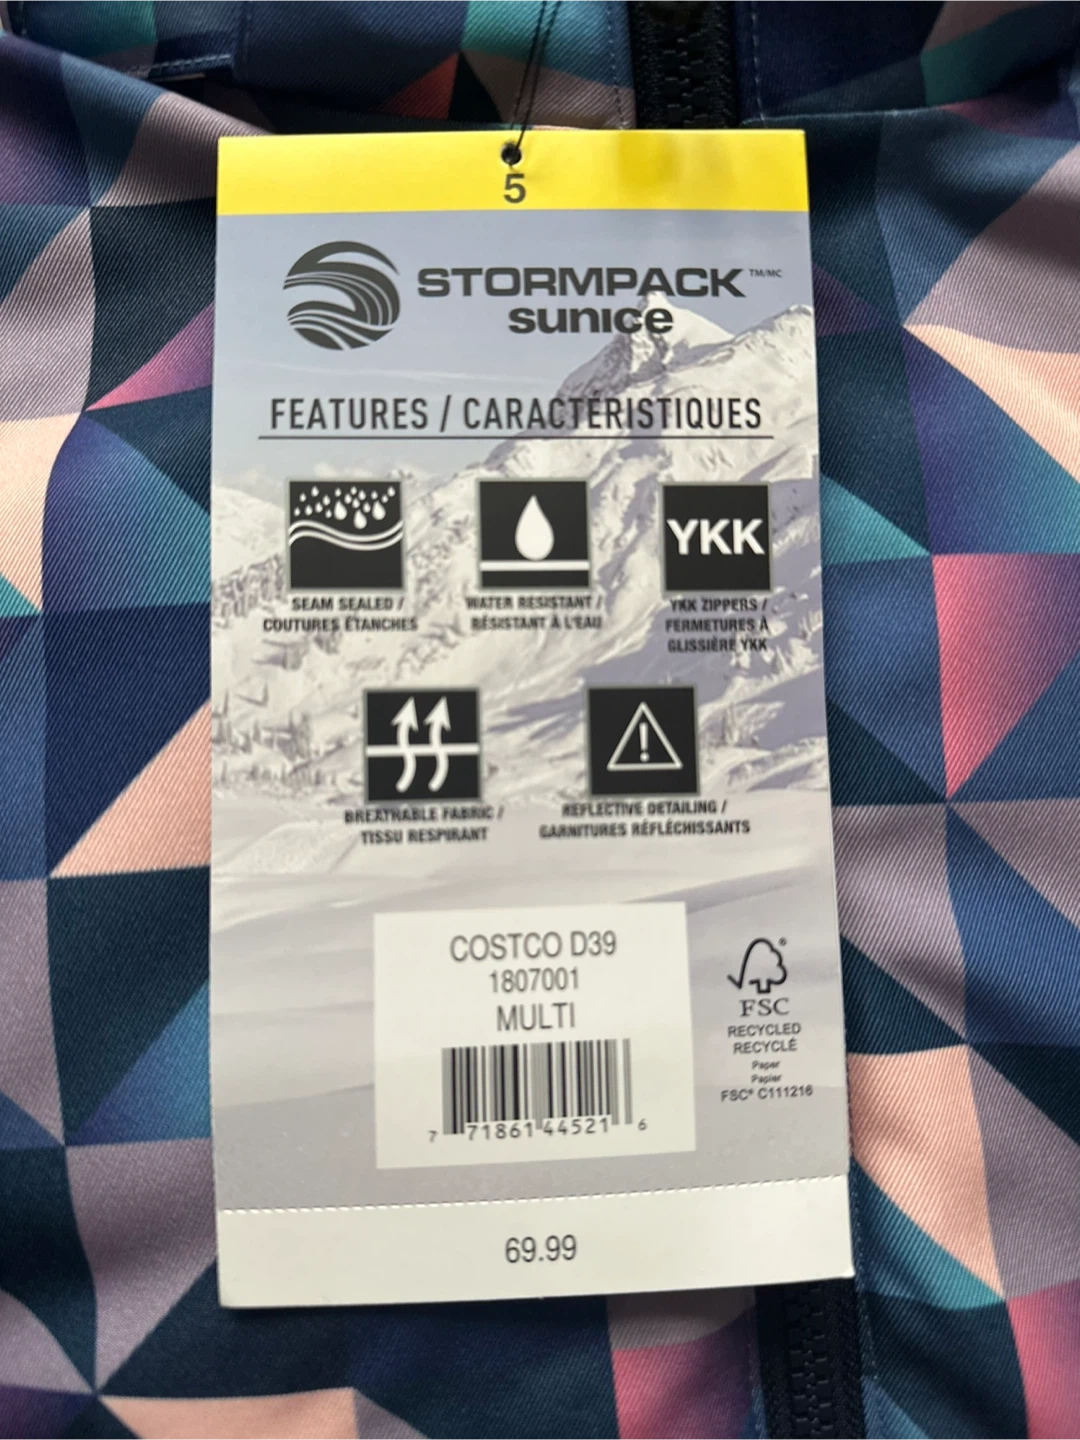 5
STORMPACK TM/MC
sunice
FEATURES / CARACTÉRISTIQUES
SEAM SEALED /
COUTURES ÉTANCHES
WATER RESISTANT /
RÉSISTANT À L'EAU
YKK
YKK ZIPPERS /
FERMETURES À
GLISSIÈRE YKK
BREATHABLE FABRIC /
TISSU RESPIRANT
!
REFLECTIVE DETAILING /
GARNITURES RÉFLÉCHISSANTS
COSTCO D39
1807001
MULTI
7 71861 44521 6
®
FSC
RECYCLED
RECYCLÉ
Paper
Papier
FSC® C111216
69.99